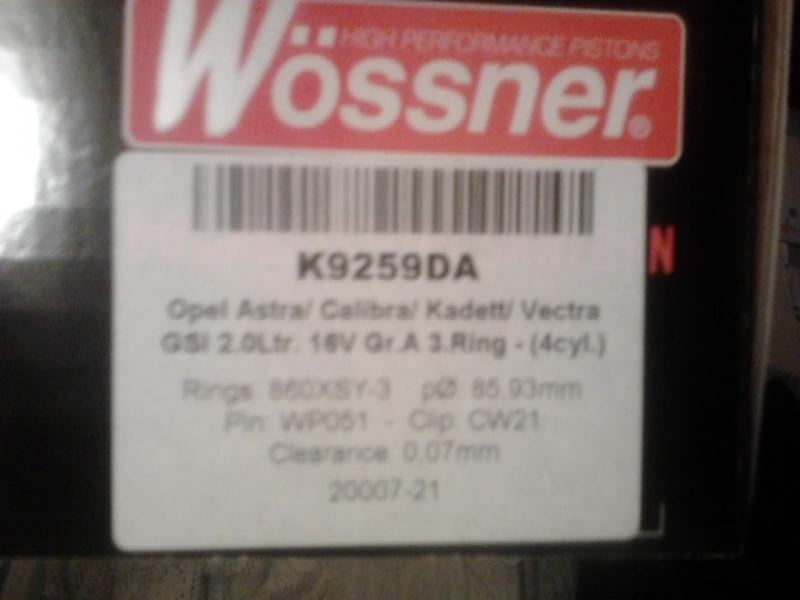 HIGH PERFORMANCE PISTONS
Wössner®
N
K9259DA
Opel Astra/ Calibra/ Kadett/ Vectra
GSI 2.0Ltr. 16V Gr.A 3.Ring - (4cyl.)
Rings: 860XSY-3 pØ: 85,93mm
Pin: WP051 - Clip: CW21
Clearance: 0,07mm
20007-21